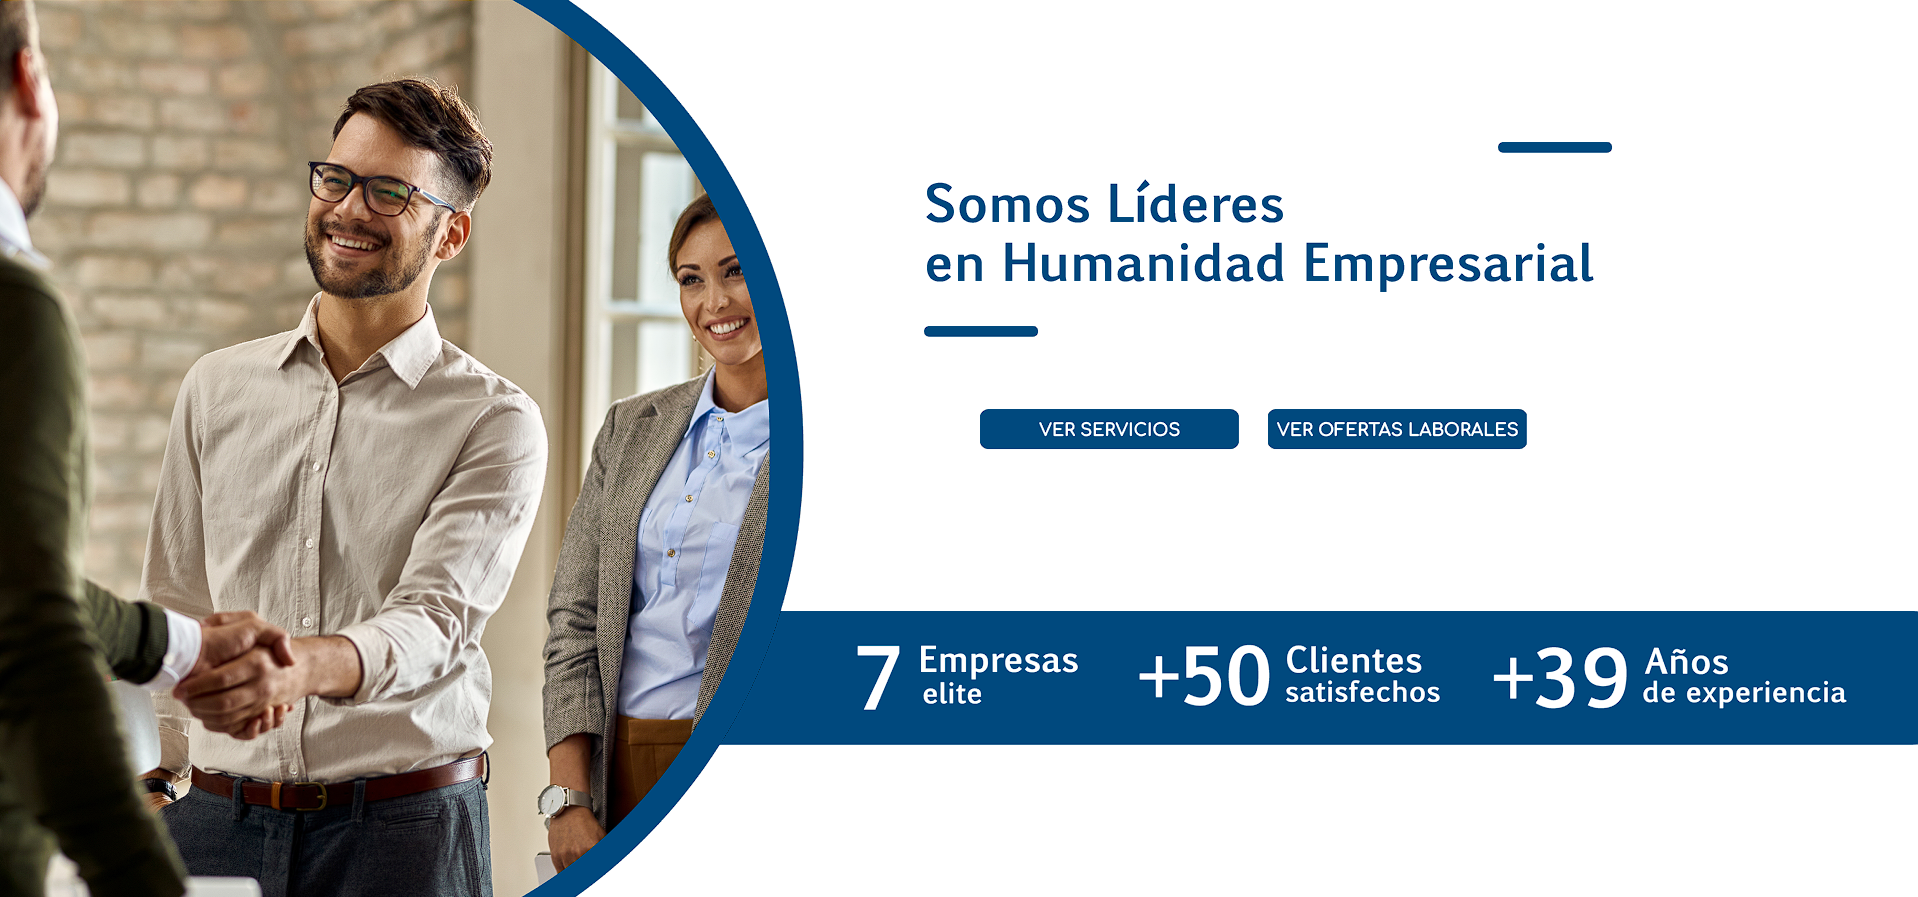 Somos Líderes
en Humanidad Empresarial
VER SERVICIOS
VER OFERTAS LABORALES
7 Empresas
elite
+50 Clientes
satisfechos
+39 Años
de experiencia